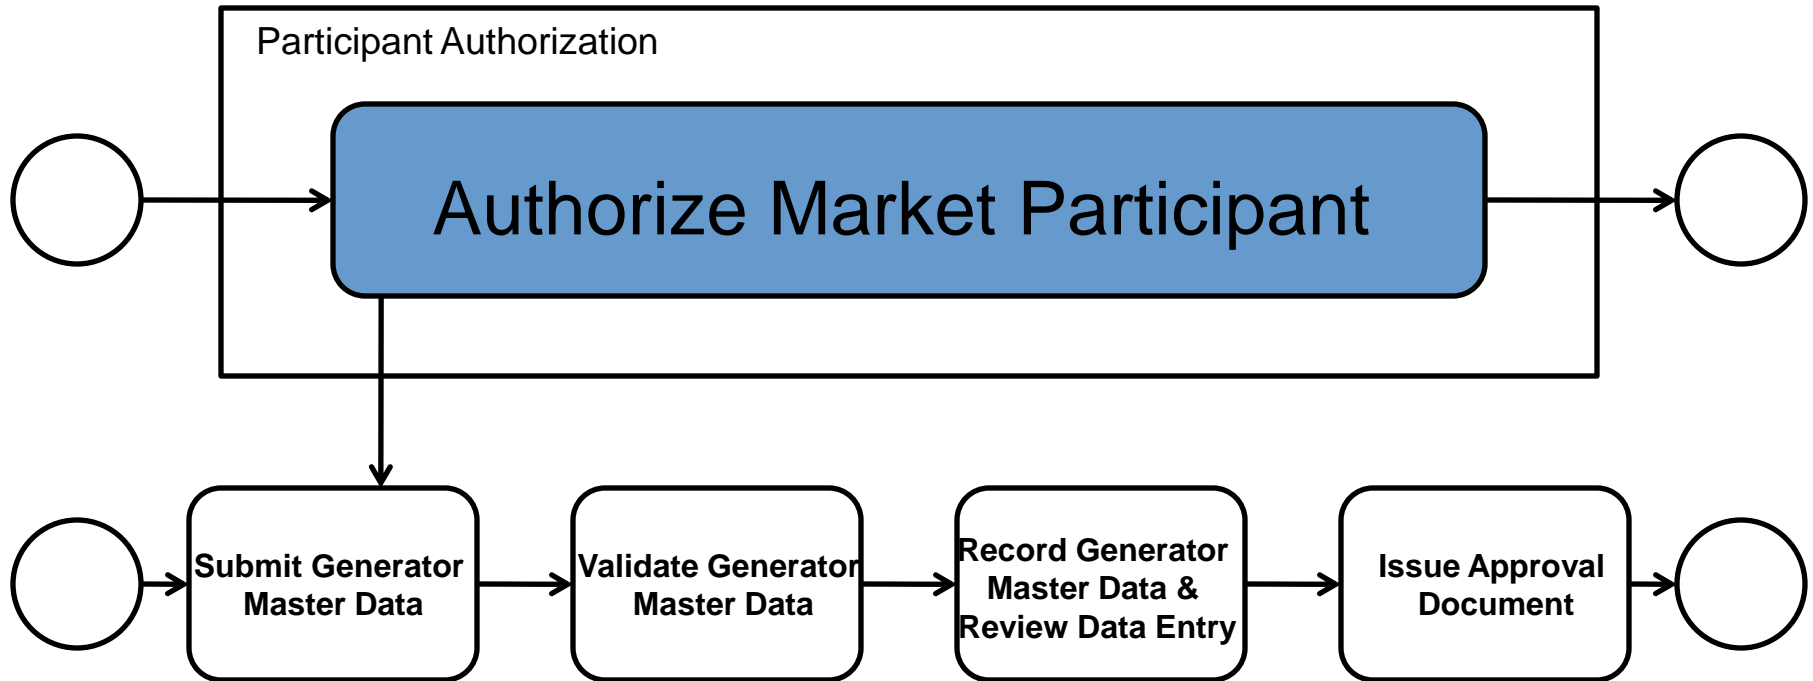 Participant Authorization
Authorize Market Participant
Submit Generator
Master Data
Validate Generator
Master Data
Record Generator
Master Data &
Review Data Entry
Issue Approval
Document